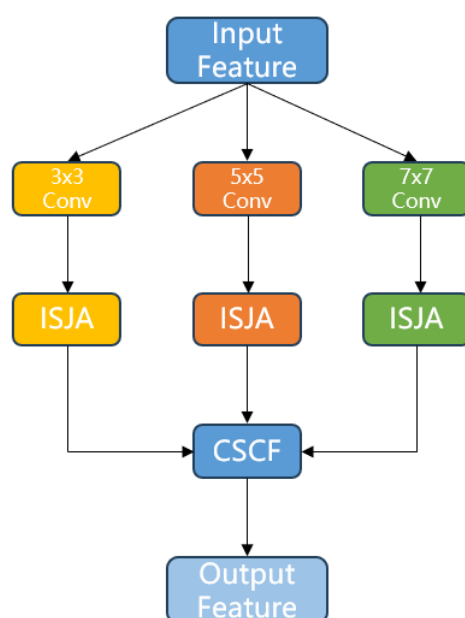 Input
Feature
3x3
Conv
5x5
Conv
7x7
Conv
ISJA
ISJA
ISJA
CSCF
Output
Feature